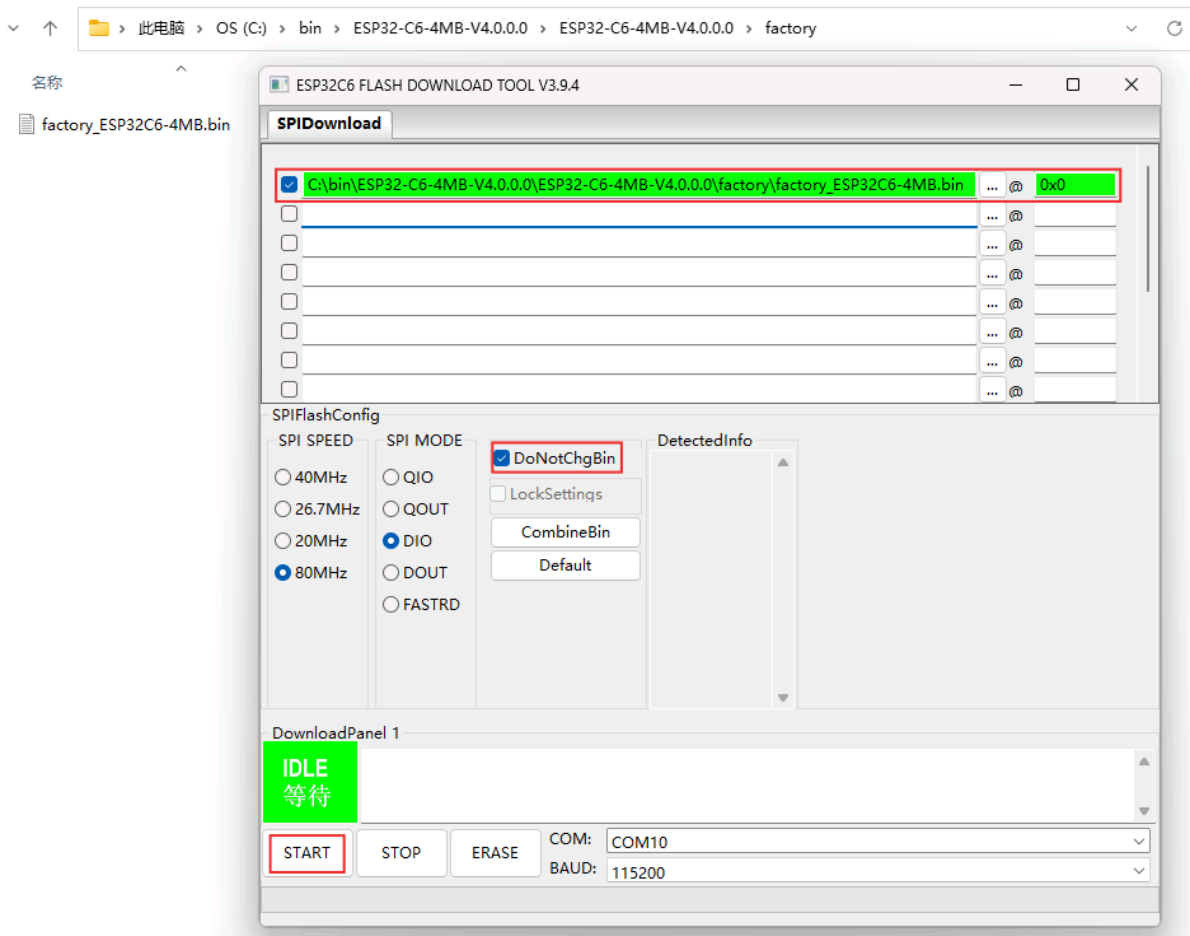 此电脑 > OS (C:) > bin > ESP32-C6-4MB-V4.0.0.0 > ESP32-C6-4MB-V4.0.0.0 > factory
名称
factory_ESP32C6-4MB.bin
ESP32C6 FLASH DOWNLOAD TOOL V3.9.4
SPIDownload
C:\bin\ESP32-C6-4MB-V4.0.0.0\ESP32-C6-4MB-V4.0.0.0\factory\factory_ESP32C6-4MB.bin ... @ 0x0
... @
... @
... @
... @
... @
... @
... @
SPIFlashConfig
SPI SPEED
40MHz
26.7MHz
20MHz
80MHz
SPI MODE
QIO
QOUT
DIO
DOUT
FASTRD
DoNotChgBin
LockSettings
CombineBin
Default
DetectedInfo
DownloadPanel 1
IDLE
等待
START STOP ERASE
COM: COM10
BAUD: 115200